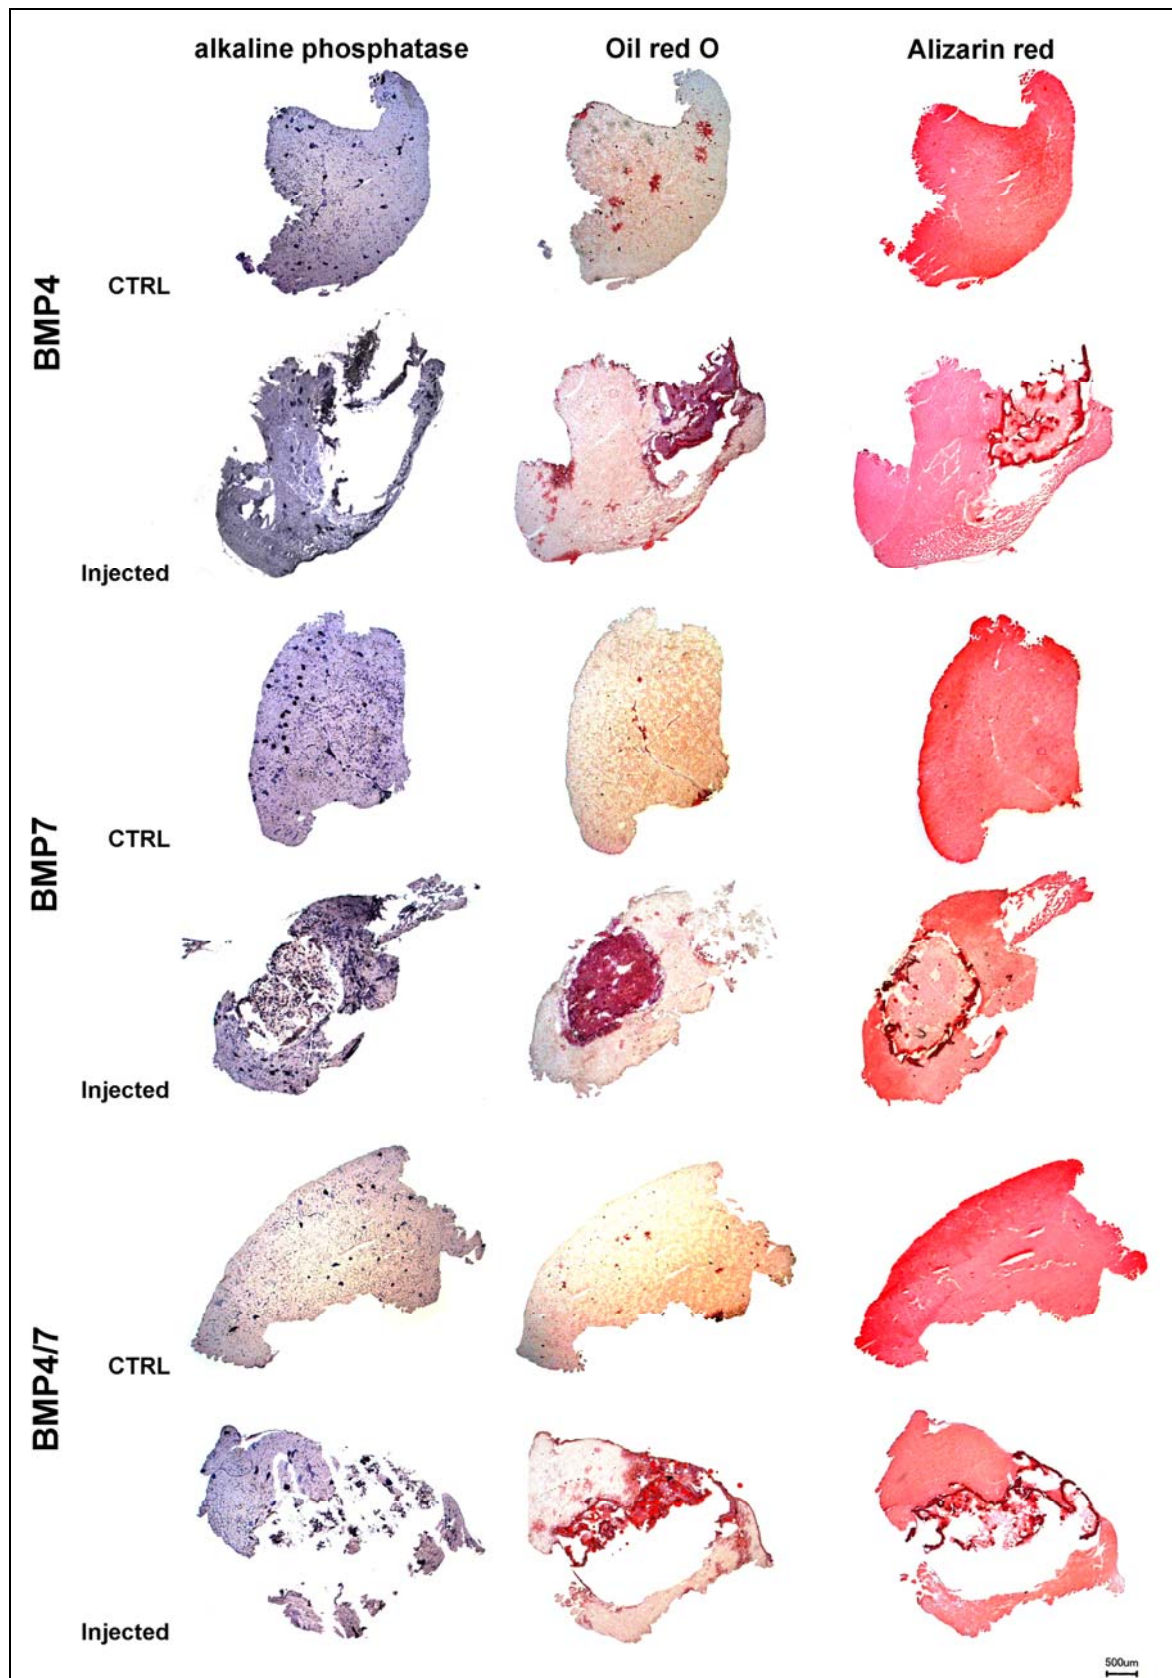 alkaline phosphatase
Oil red O
Alizarin red
BMP4
CTRL
Injected
BMP7
CTRL
Injected
BMP4/7
CTRL
Injected
500um